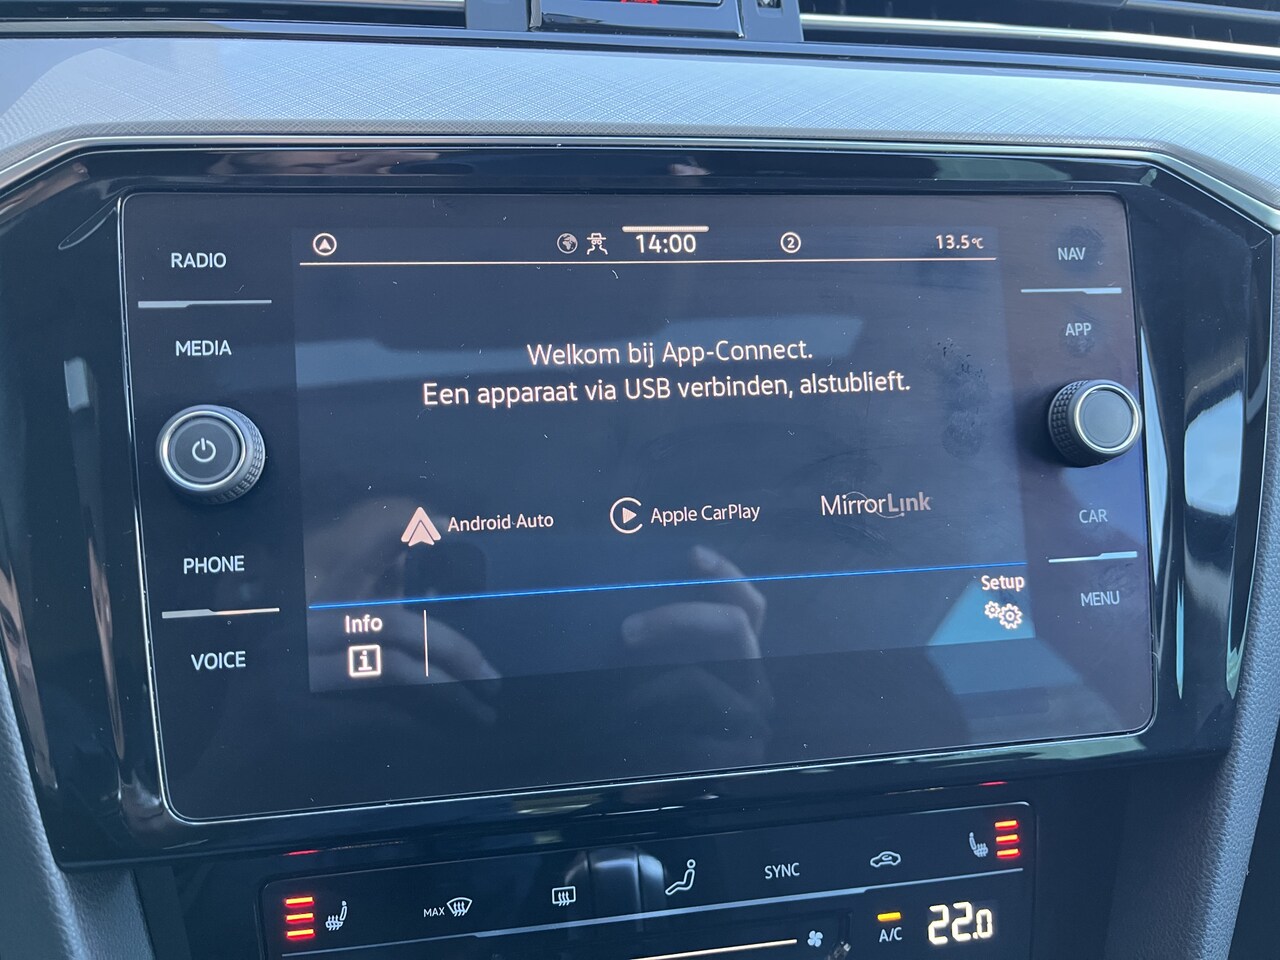 RADIO
MEDIA
PHONE
VOICE
14:00
2
13.5°C
Welkom bij App-Connect.
Een apparaat via USB verbinden, alstublieft.
Android Auto
Apple CarPlay
MirrorLink
Info
i
Setup
NAV
APP
CAR
MENU
MAX
SYNC
A/C
22.0